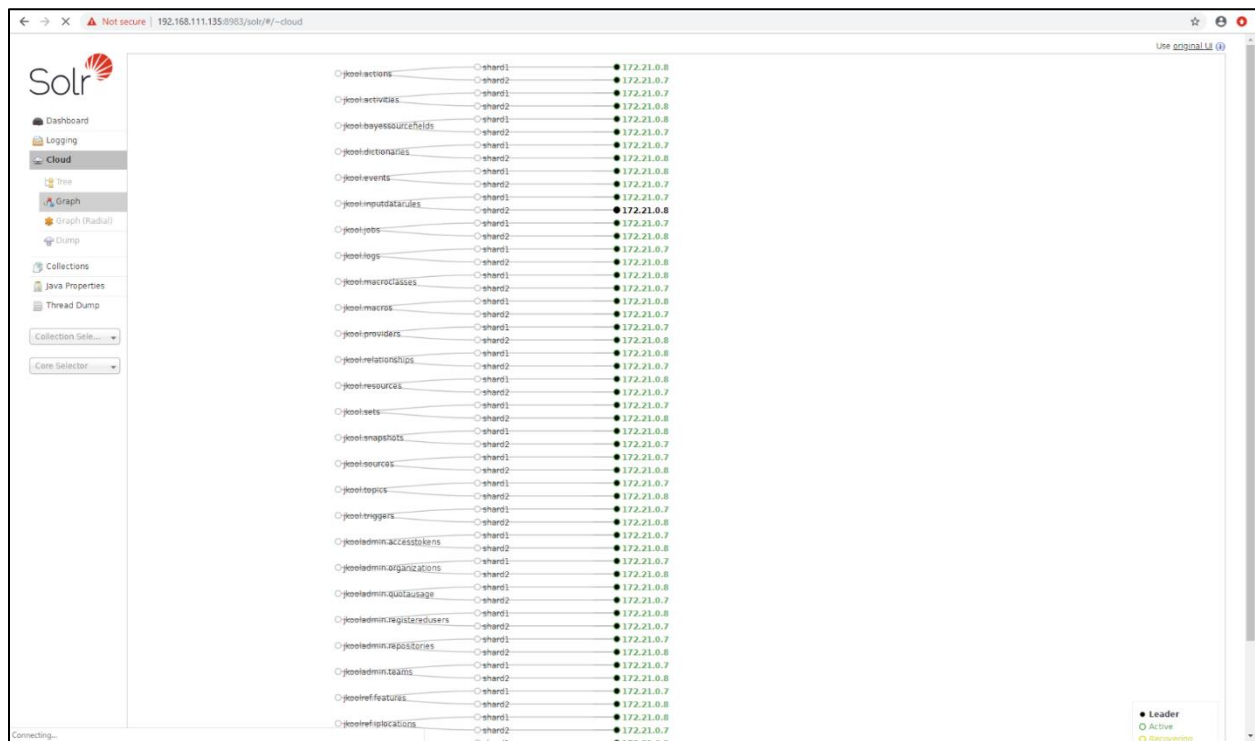 Not secure | 192.168.111.135:8983/solr/#/~cloud
Use original UI
Solr
Dashboard
Logging
Cloud
Tree
Graph
Graph (Radial)
Dump
Collections
Java Properties
Thread Dump
Collection Sele...
Core Selector
jkool.actions
shard1 172.21.0.8
shard2 172.21.0.7
jkool.activities
shard1 172.21.0.7
shard2 172.21.0.8
jkool.bayessourcefields
shard1 172.21.0.8
shard2 172.21.0.7
jkool.dictionaries
shard1 172.21.0.7
shard2 172.21.0.8
jkool.events
shard1 172.21.0.8
shard2 172.21.0.7
jkool.inputdatarules
shard1 172.21.0.7
shard2 172.21.0.8
jkool.jobs
shard1 172.21.0.7
shard2 172.21.0.8
jkool.logs
shard1 172.21.0.7
shard2 172.21.0.8
jkool.macroclasses
shard1 172.21.0.8
shard2 172.21.0.7
jkool.macros
shard1 172.21.0.8
shard2 172.21.0.7
jkool.providers
shard1 172.21.0.7
shard2 172.21.0.8
jkool.relationships
shard1 172.21.0.8
shard2 172.21.0.7
jkool.resources
shard1 172.21.0.8
shard2 172.21.0.7
jkool.sets
shard1 172.21.0.7
shard2 172.21.0.8
jkool.snapshots
shard1 172.21.0.8
shard2 172.21.0.7
jkool.sources
shard1 172.21.0.7
shard2 172.21.0.8
jkool.topics
shard1 172.21.0.7
shard2 172.21.0.8
jkool.triggers
shard1 172.21.0.7
shard2 172.21.0.8
jkooladmin.accesstokens
shard1 172.21.0.7
shard2 172.21.0.8
jkooladmin.organizations
shard1 172.21.0.7
shard2 172.21.0.8
jkooladmin.quotausage
shard1 172.21.0.8
shard2 172.21.0.7
jkooladmin.registeredusers
shard1 172.21.0.8
shard2 172.21.0.7
jkooladmin.repositories
shard1 172.21.0.7
shard2 172.21.0.8
jkooladmin.teams
shard1 172.21.0.7
shard2 172.21.0.8
jkoolref.features
shard1 172.21.0.7
shard2 172.21.0.8
jkoolref.iplocations
shard1 172.21.0.8
shard2 172.21.0.7
Leader
Active
Recovering
Connecting...